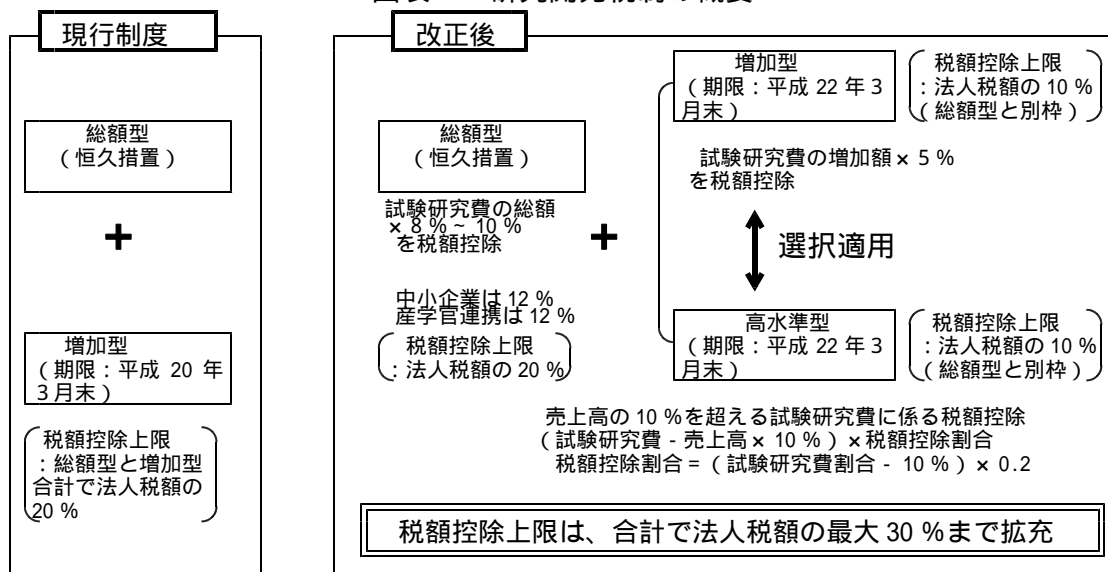 現行制度
総額型
(恒久措置)
+
増加型
(期限:平成 20 年
3月末)
税額控除上限
:総額型と増加型
合計で法人税額の
20 %
改正後
総額型
(恒久措置)
試験研究費の総額
× 8 % ~ 10 %
を税額控除
中小企業は 12 %
産学官連携は 12 %
税額控除上限
:法人税額の 20 %
+
増加型
(期限:平成 22 年3
月末)
税額控除上限
:法人税額の 10 %
(総額型と別枠)
試験研究費の増加額× 5 %
を税額控除
選択適用
高水準型
(期限:平成 22 年3
月末)
税額控除上限
:法人税額の 10 %
(総額型と別枠)
売上高の 10 %を超える試験研究費に係る税額控除
(試験研究費 - 売上高× 10 %)×税額控除割合
税額控除割合=(試験研究費割合 - 10 %)× 0.2
税額控除上限は、合計で法人税額の最大 30 %まで拡充